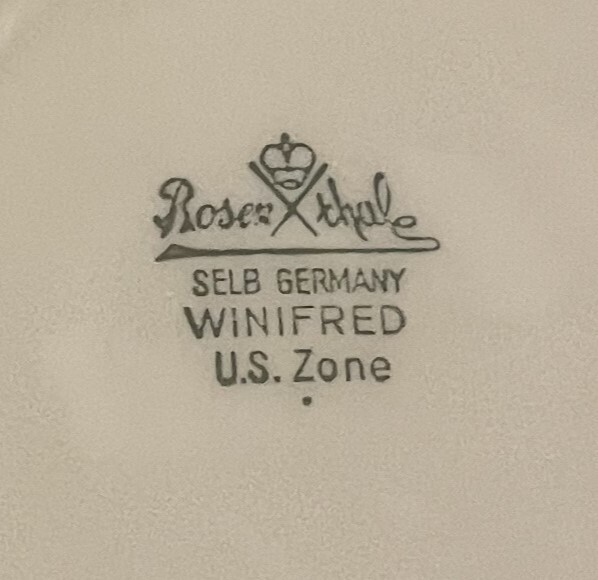 Rosenthal
SELB GERMANY
WINIFRED
U.S. Zone